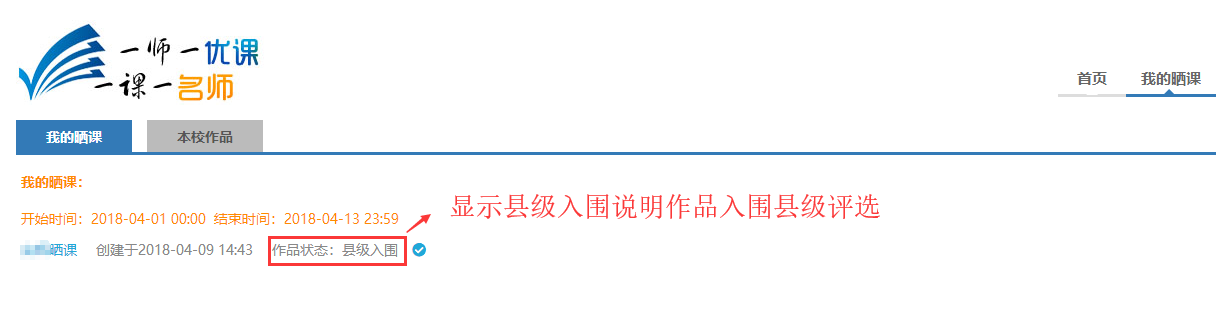 一师一优课
一课一名师
首页 我的晒课
我的晒课 本校作品
我的晒课：
开始时间：2018-04-01 00:00 结束时间：2018-04-13 23:59
晒课 创建于2018-04-09 14:43 作品状态：县级入围
显示县级入围说明作品入围县级评选